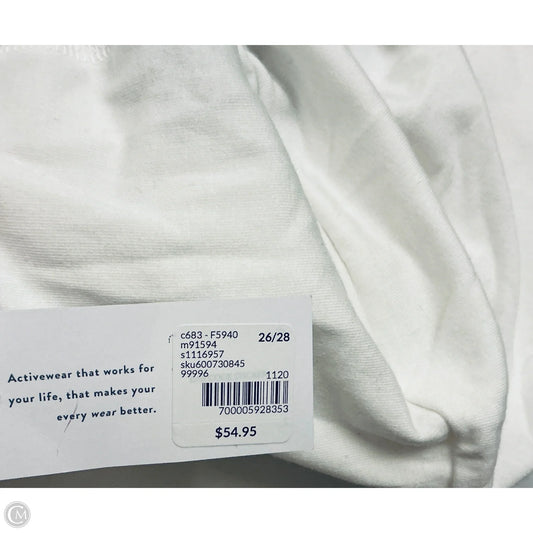 Activewear that works for
your life, that makes your
every wear better.
c683 - F5940 26/28
m91594
s1116957
sku600730845
99996 1120
700005928353
$54.95
CM